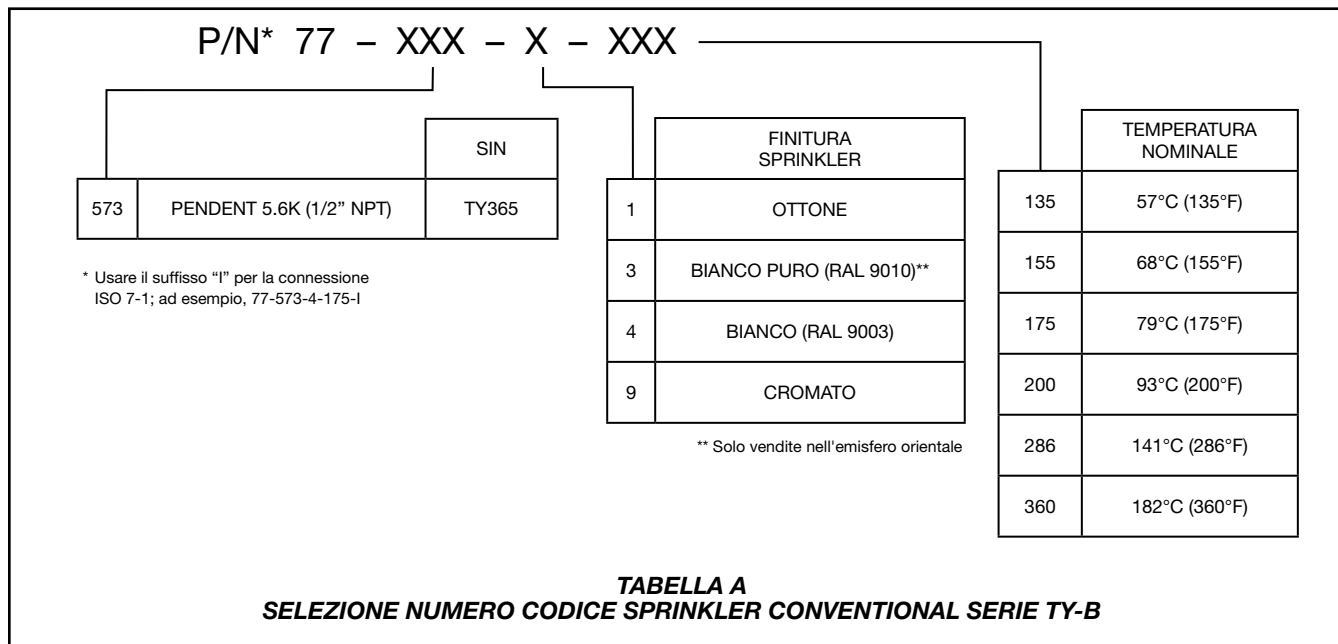 P/N* 77 – XXX – X – XXX
SIN
573 PENDENT 5.6K (1/2” NPT) TY365
* Usare il suffisso “I” per la connessione
ISO 7-1; ad esempio, 77-573-4-175-I
FINITURA
SPRINKLER
1 OTTONE
3 BIANCO PURO (RAL 9010)**
4 BIANCO (RAL 9003)
9 CROMATO
** Solo vendite nell'emisfero orientale
TEMPERATURA
NOMINALE
135 57°C (135°F)
155 68°C (155°F)
175 79°C (175°F)
200 93°C (200°F)
286 141°C (286°F)
360 182°C (360°F)
TABELLA A
SELEZIONE NUMERO CODICE SPRINKLER CONVENTIONAL SERIE TY-B